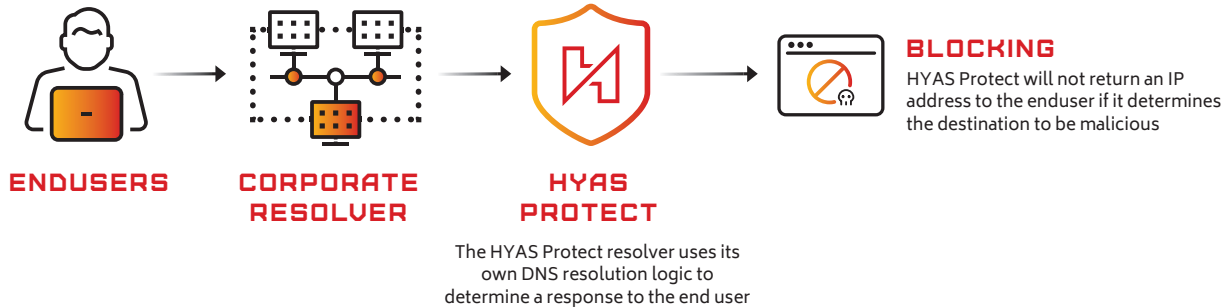 ENDUSERS
CORPORATE
RESOLVER
HYAS
PROTECT
The HYAS Protect resolver uses its
own DNS resolution logic to
determine a response to the end user
BLOCKING
HYAS Protect will not return an IP
address to the enduser if it determines
the destination to be malicious